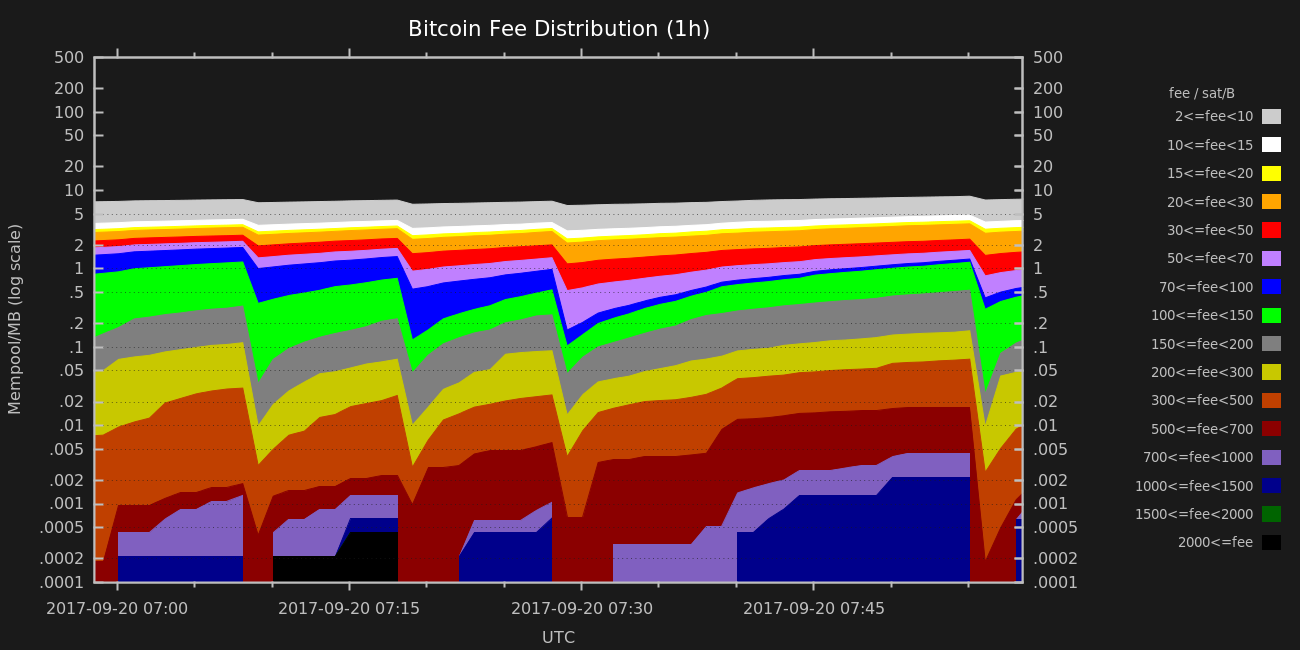 Bitcoin Fee Distribution (1h)
500
200
100
50
20
10
5
2
1
.5
.2
.1
.05
.02
.01
.005
.002
.001
.0005
.0002
.0001
Mempool/MB (log scale)
500
200
100
50
20
10
5
2
1
.5
.2
.1
.05
.02
.01
.005
.002
.001
.0005
.0002
.0001
fee / sat/B
2<=fee<10
10<=fee<15
15<=fee<20
20<=fee<30
30<=fee<50
50<=fee<70
70<=fee<100
100<=fee<150
150<=fee<200
200<=fee<300
300<=fee<500
500<=fee<700
700<=fee<1000
1000<=fee<1500
1500<=fee<2000
2000<=fee
2017-09-20 07:00
2017-09-20 07:15
2017-09-20 07:30
2017-09-20 07:45
UTC